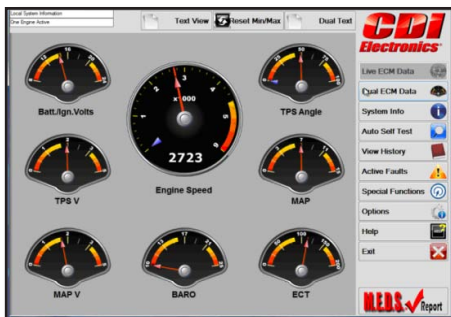 Local System Information
One Engine Active
Text View
Reset Min/Max
Dual Text
CDI
Electronics
Live ECM Data
Dual ECM Data
System Info
Auto Self Test
View History
Active Faults
Special Functions
Options
Help
Exit
M.E.D.S. Report
Batt./Ign.Volts
TPS Angle
x1000
2723
Engine Speed
TPS V
MAP
MAP V
BARO
ECT